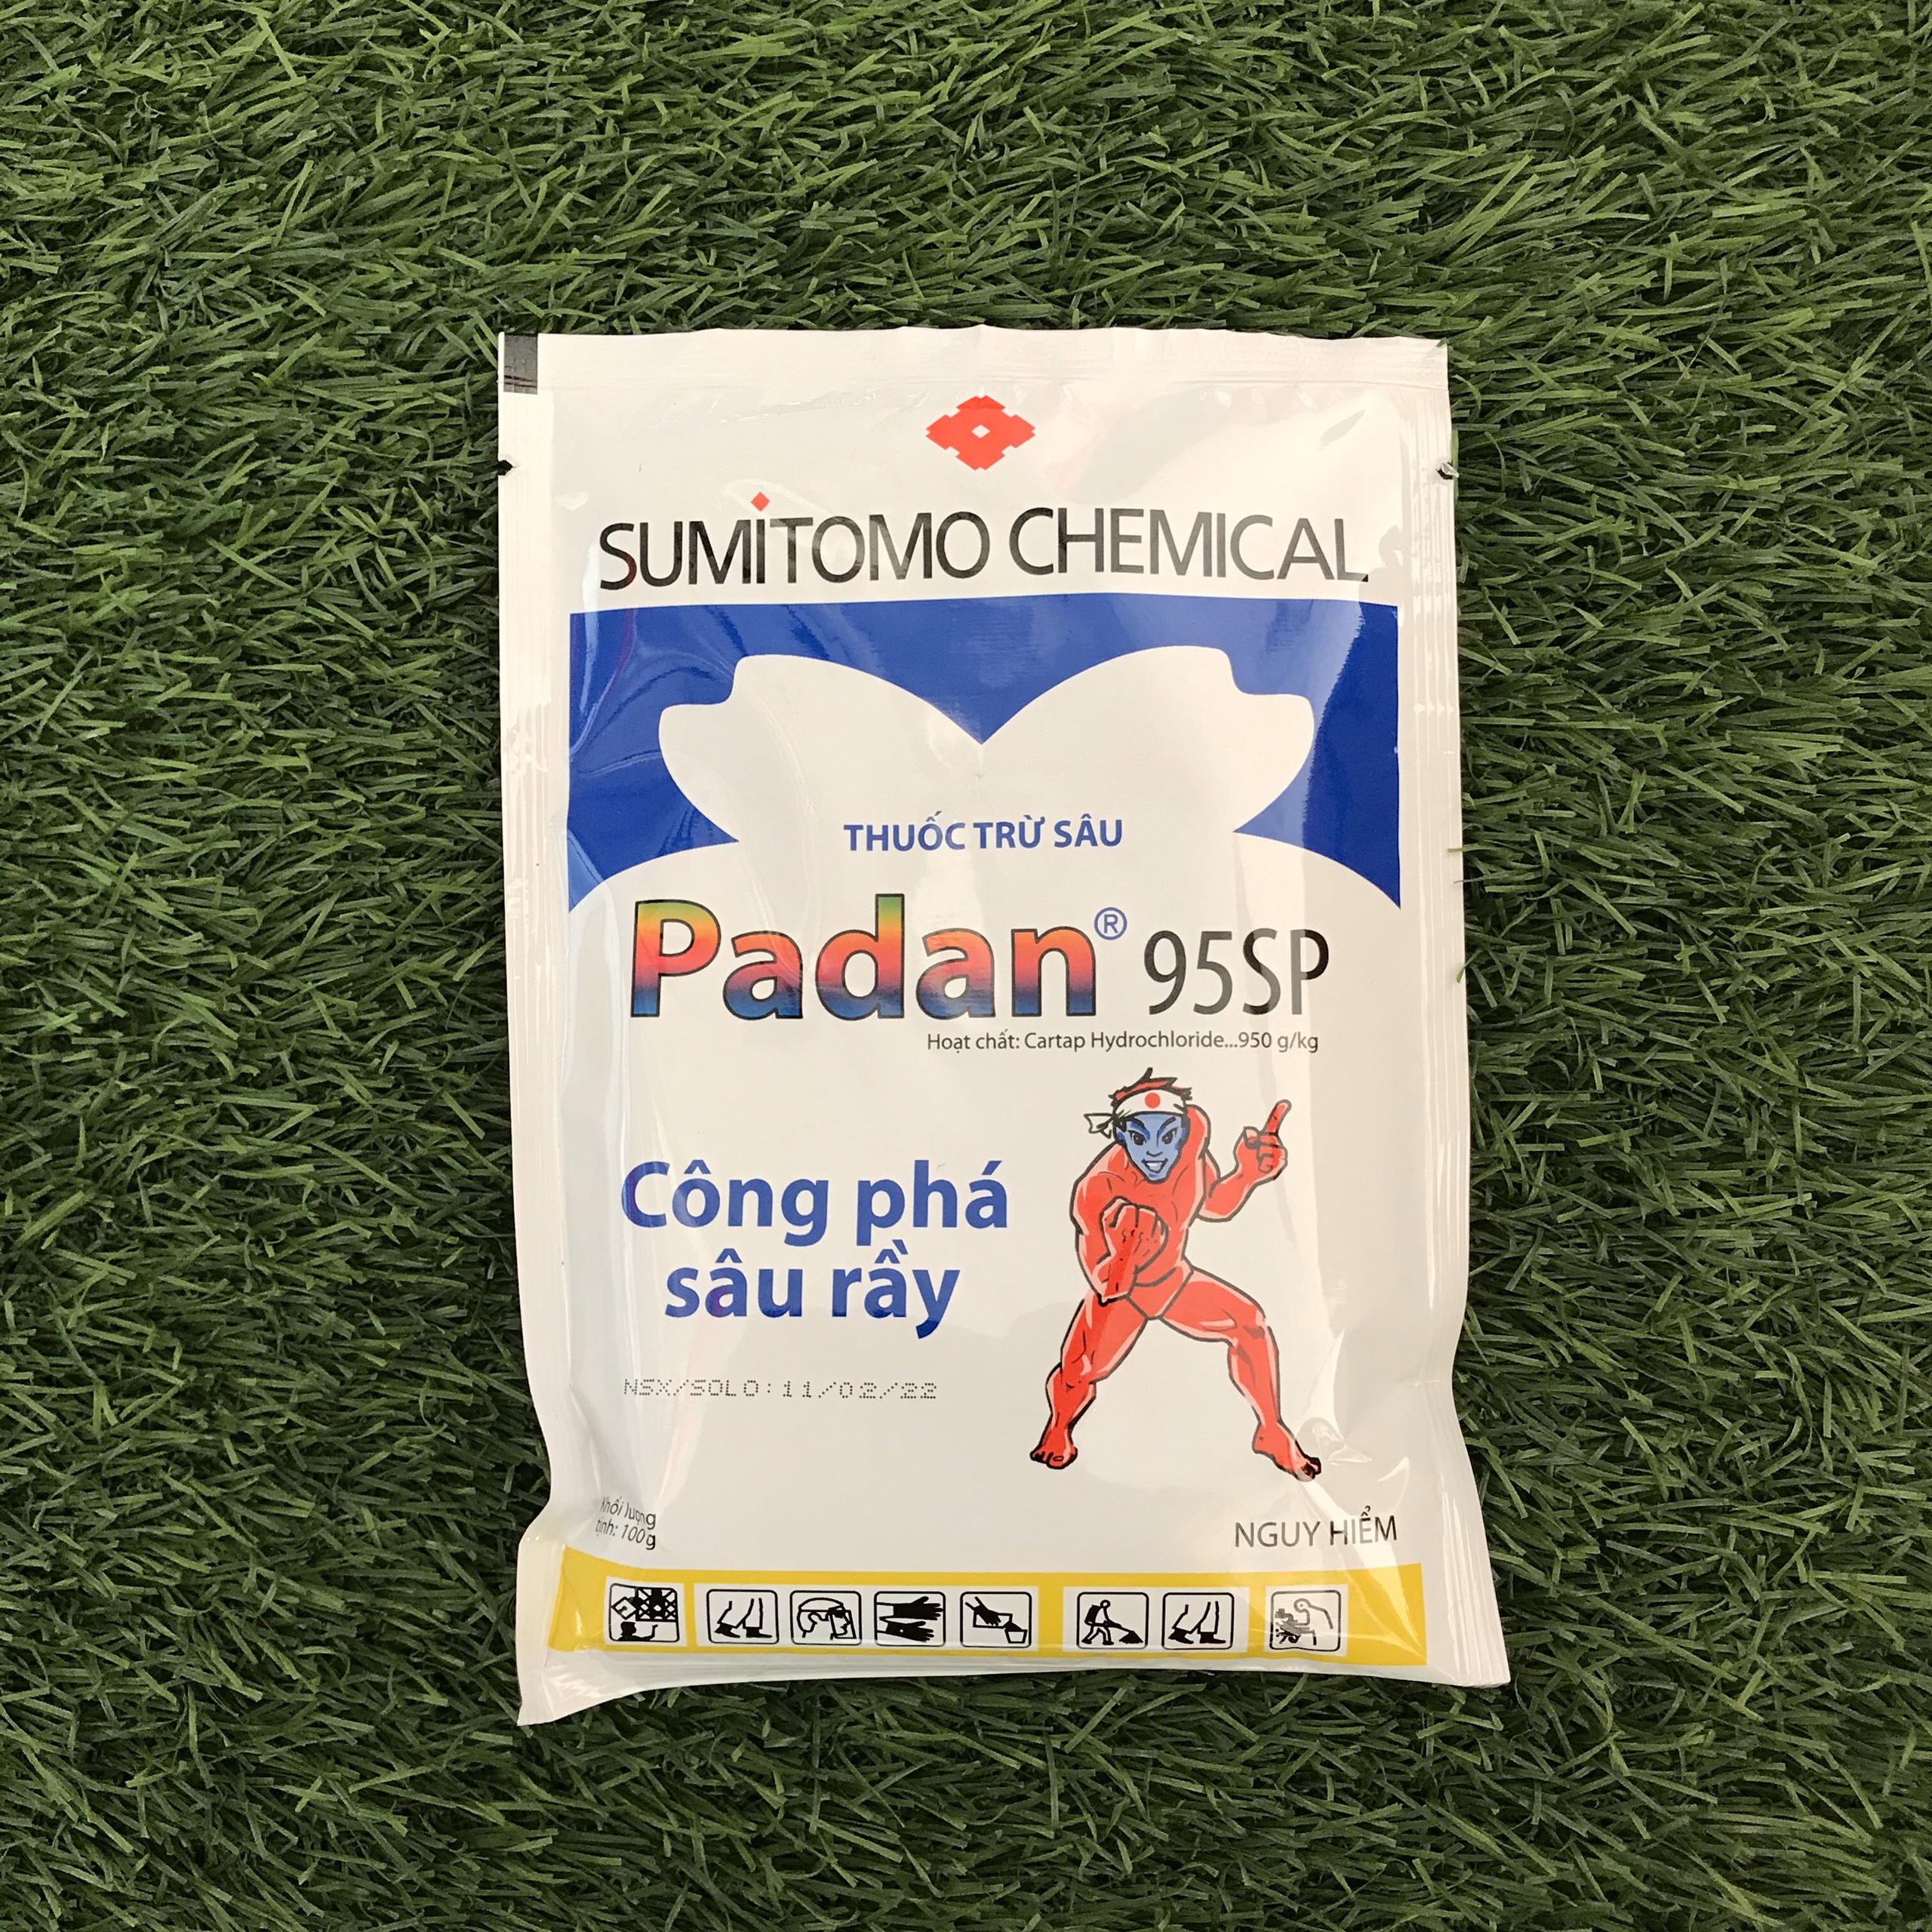 SUMITOMO CHEMICAL
THUỐC TRỪ SÂU
Padan® 95SP
Hoạt chất: Cartap Hydrochloride...950 g/kg
Công phá
sâu rầy
NSX/SOLO: 11/02/22
Khối lượng
tịnh: 100g
NGUY HIỂM